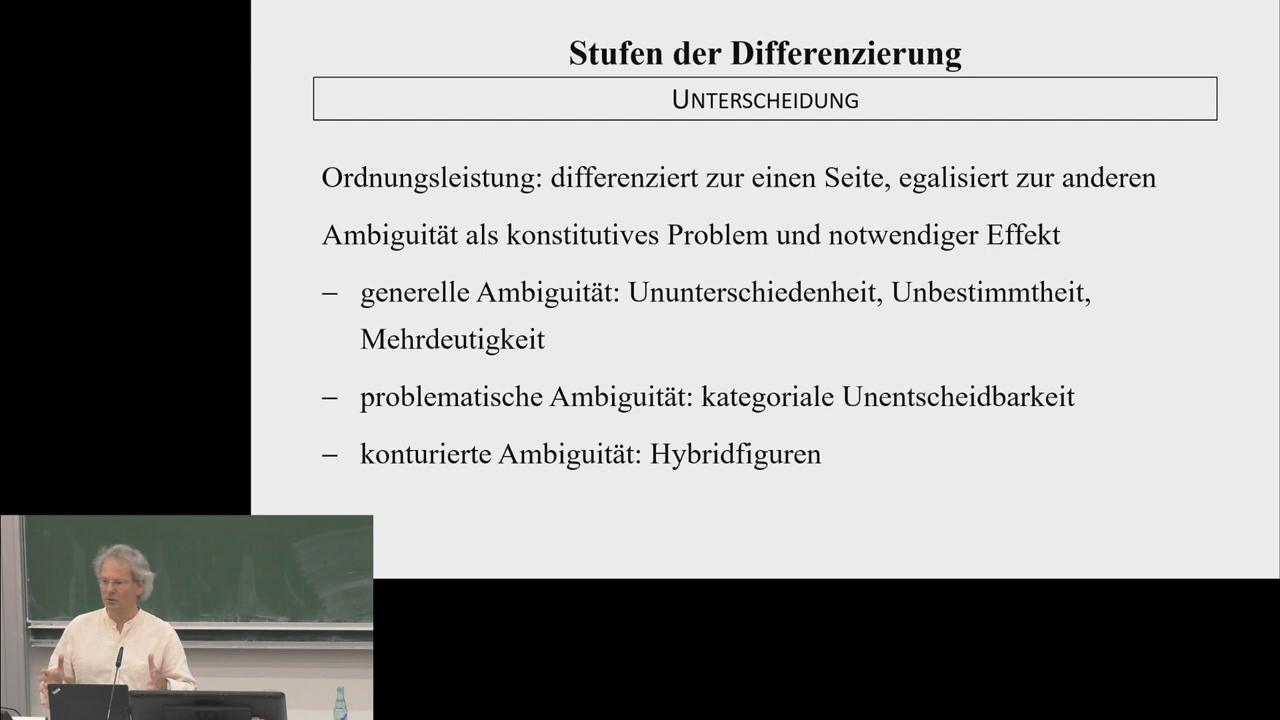 Stufen der Differenzierung
UNTERSCHEIDUNG
Ordnungsleistung: differenziert zur einen Seite, egalisiert zur anderen
Ambiguität als konstitutives Problem und notwendiger Effekt
– generelle Ambiguität: Ununterschiedenheit, Unbestimmtheit,
Mehrdeutigkeit
– problematische Ambiguität: kategoriale Unentscheidbarkeit
– konturierte Ambiguität: Hybridfiguren